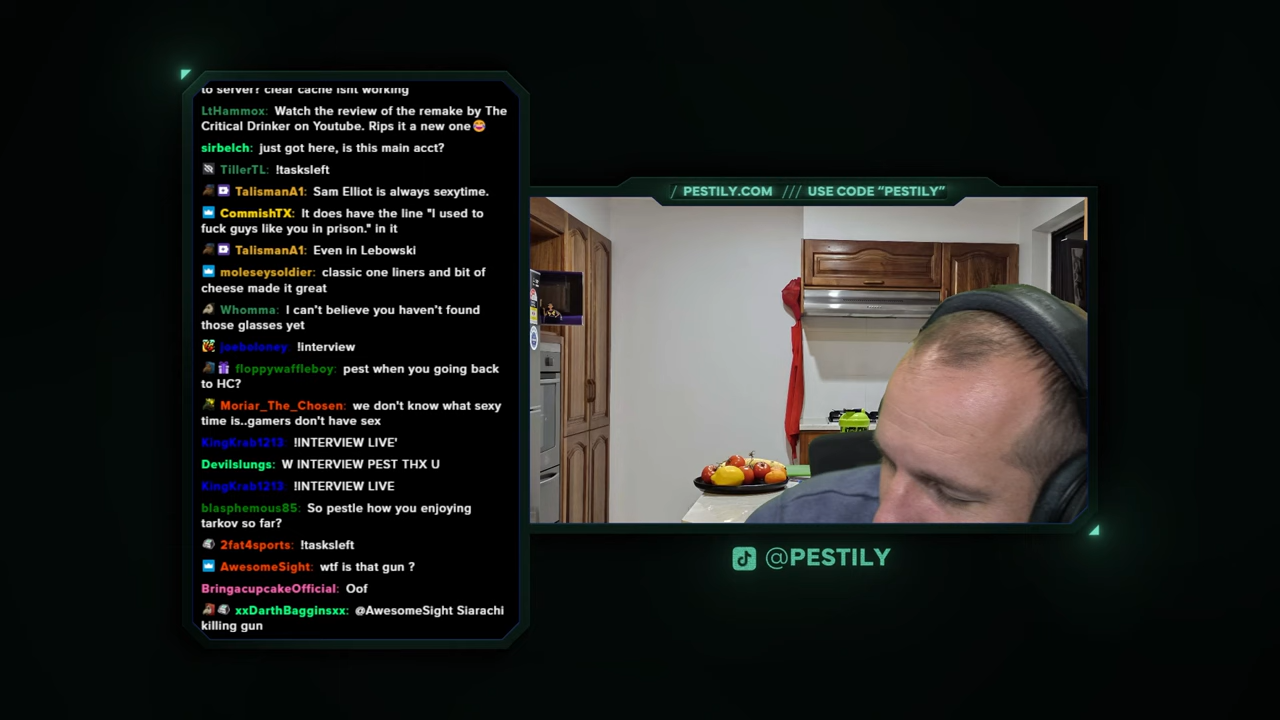 to server? clear cache isnt working
LtHammox: Watch the review of the remake by The
Critical Drinker on Youtube. Rips it a new one
sirbelch: just got here, is this main acct?
TillerTL: !tasksleft
TalismanA1: Sam Elliot is always sexytime.
CommishTX: It does have the line "I used to
fuck guys like you in prison." in it
TalismanA1: Even in Lebowski
moleseysoldier: classic one liners and bit of
cheese made it great
Whomma: I can't believe you haven't found
those glasses yet
joeboloney: !interview
floppywaffleboy: pest when you going back
to HC?
Moriar_The_Chosen: we don't know what sexy
time is..gamers don't have sex
KingKreb1213: !INTERVIEW LIVE'
Devilslungs: W INTERVIEW PEST THX U
KingKreb1213: !INTERVIEW LIVE
blasphemous85: So pestle how you enjoying
tarkov so far?
2fat4sports: !tasksleft
AwesomeSight: wtf is that gun ?
BringacupcakeOfficial: Oof
xxDarthBagginsxx: @AwesomeSight Siarachi
killing gun
/ PESTILY.COM /// USE CODE "PESTILY"
@PESTILY